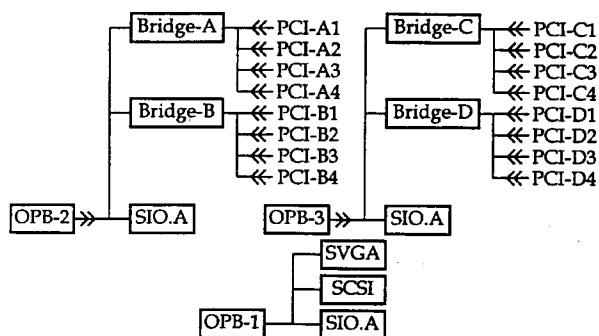 Bridge-A
PCI-A1
PCI-A2
PCI-A3
PCI-A4
Bridge-B
PCI-B1
PCI-B2
PCI-B3
PCI-B4
OPB-2
SIO.A
Bridge-C
PCI-C1
PCI-C2
PCI-C3
PCI-C4
Bridge-D
PCI-D1
PCI-D2
PCI-D3
PCI-D4
OPB-3
SIO.A
SVGA
SCSI
OPB-1
SIO.A